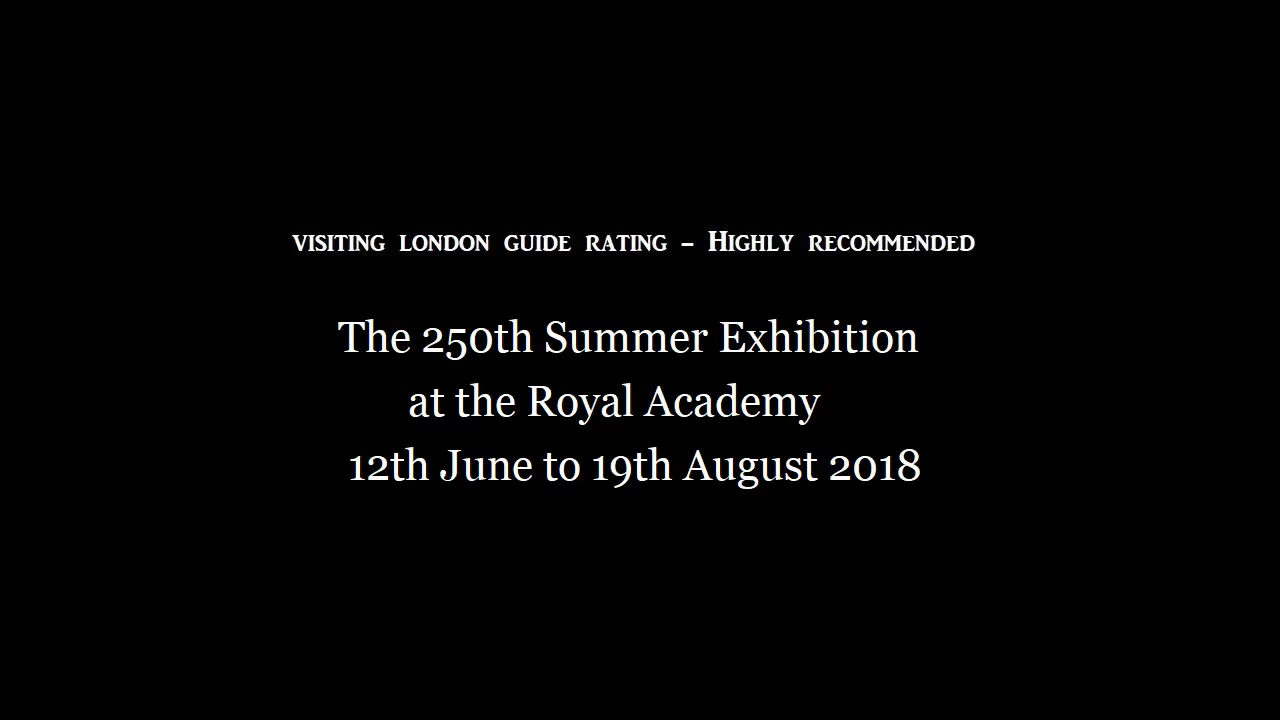 visiting london guide rating – Highly recommended
The 250th Summer Exhibition
at the Royal Academy
12th June to 19th August 2018